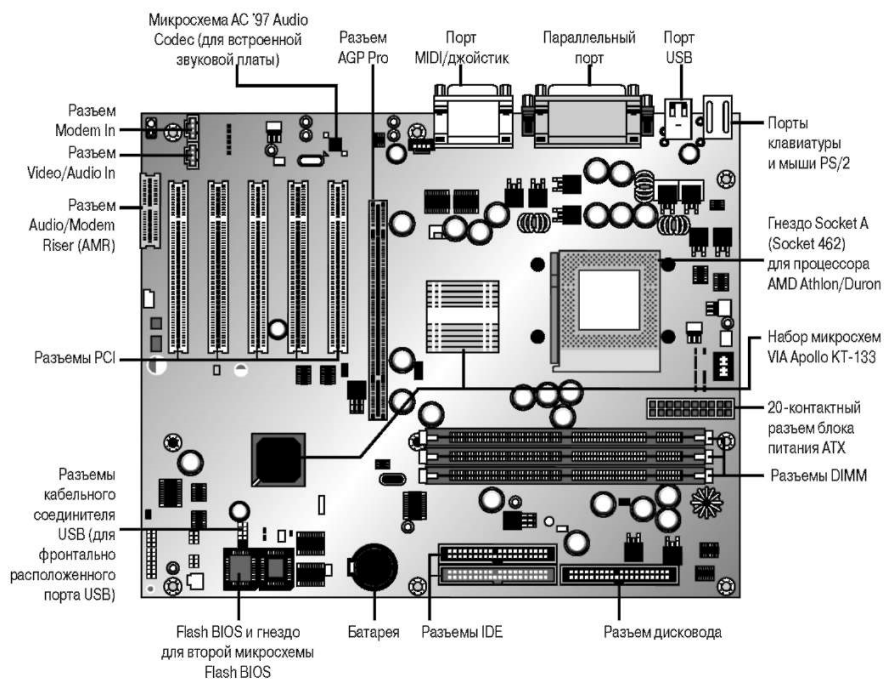 Микросхема AC '97 Audio
Codec (для встроенной
звуковой платы)
Разъем
AGP Pro
Порт
MIDI/джойстик
Параллельный
порт
Порт
USB
Разъем
Modem In
Разъем
Video/Audio In
Разъем
Audio/Modem
Riser (AMR)
Разъемы PCI
Разъемы
кабельного
соединителя
USB (для
фронтально
расположенного
порта USB)
Порты
клавиатуры
и мыши PS/2
Гнездо Socket A
(Socket 462)
для процессора
AMD Athlon/Duron
Набор микросхем
VIA Apollo KT-133
20-контактный
разъем блока
питания ATX
Разъемы DIMM
Flash BIOS и гнездо
для второй микросхемы
Flash BIOS
Батарея
Разъемы IDE
Разъем дисковода